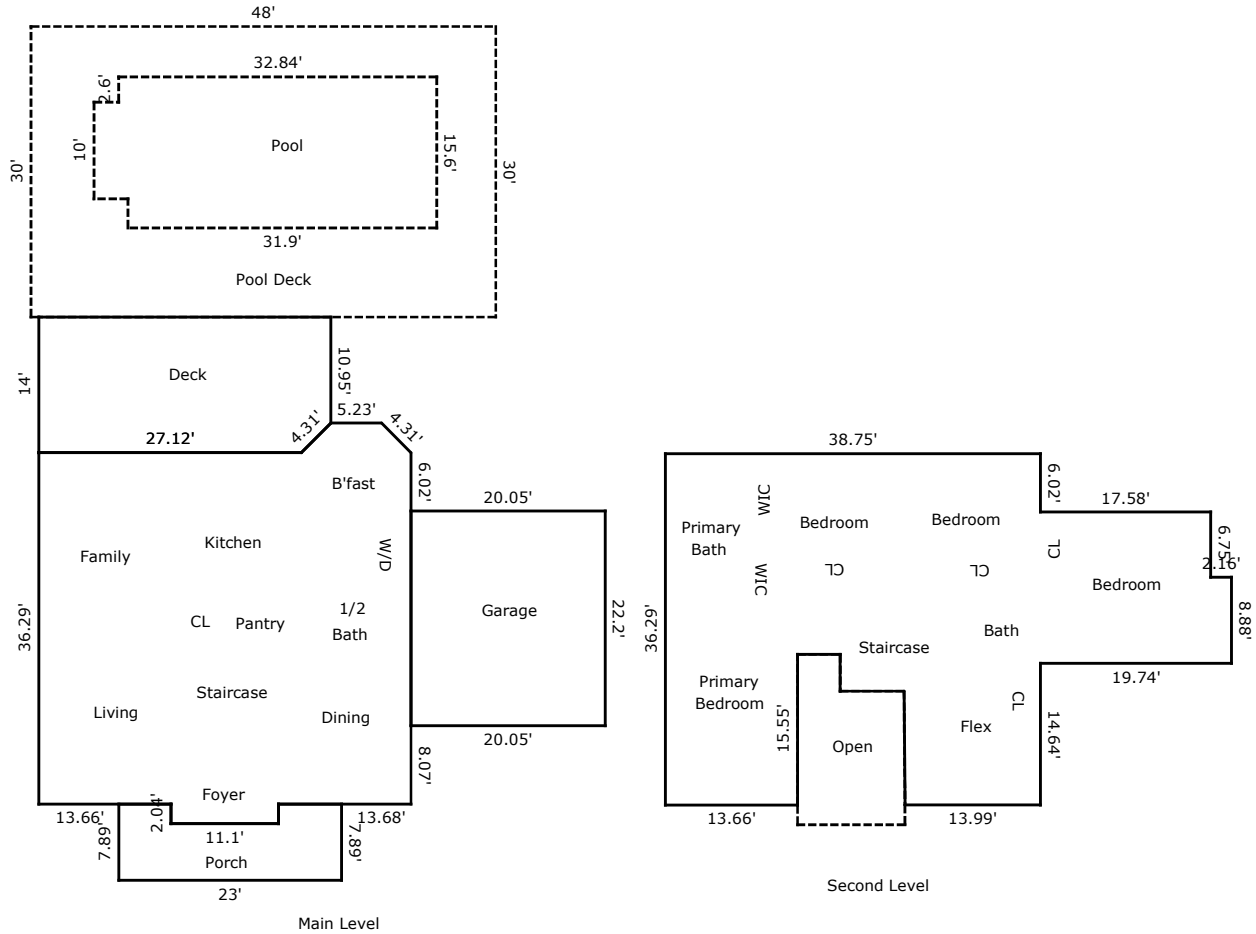 48'
32.84'
2.6'
10'
Pool
15.6'
30'
30'
31.9'
Pool Deck
14'
Deck
10.95'
5.23'
4.31'
4.31'
27.12'
6.02'
B'fast
20.05'
Kitchen
Family
W/D
36.29'
CL
Pantry
1/2
Bath
Garage
22.2'
Staircase
Living
Dining
20.05'
8.07'
Foyer
13.66'
2.04'
13.68'
7.89'
11.1'
7.89'
Porch
23'
Main Level
38.75'
6.02'
17.58'
WIC
Primary
Bath
Bedroom
Bedroom
CL
6.75'
2.16'
WIC
CL
CL
Bedroom
36.29'
8.88'
Bath
Staircase
19.74'
Primary
Bedroom
15.55'
CL
Flex
14.64'
Open
13.66'
13.99'
Second Level